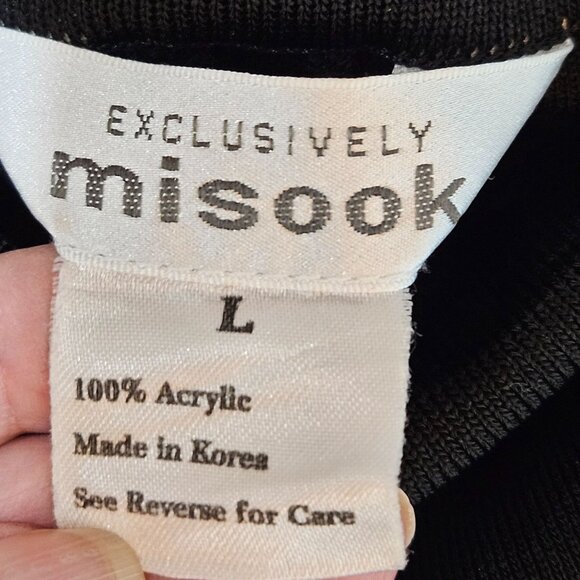 EXCLUSIVELY
misook
L
100% Acrylic
Made in Korea
See Reverse for Care